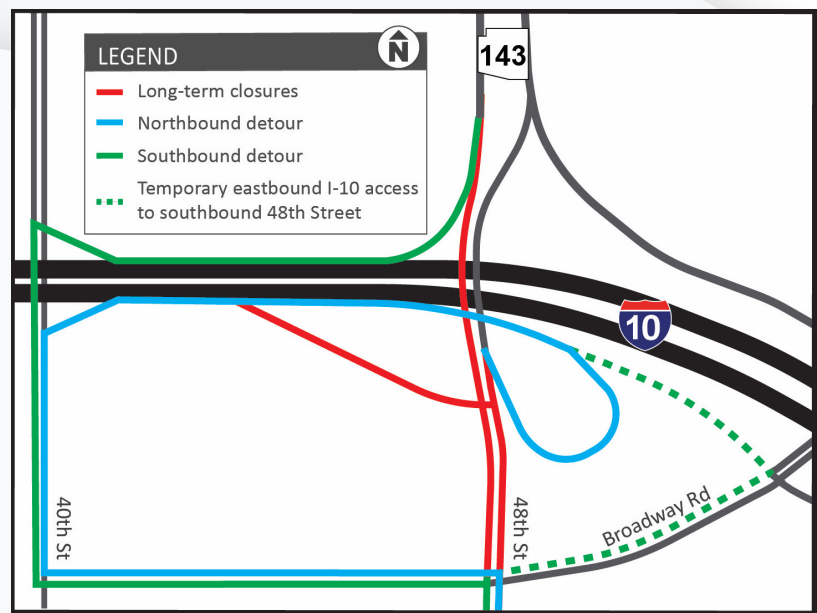 LEGEND
N
Long-term closures
Northbound detour
Southbound detour
Temporary eastbound I-10 access
to southbound 48th Street
143
10
40th St
48th St
Broadway Rd